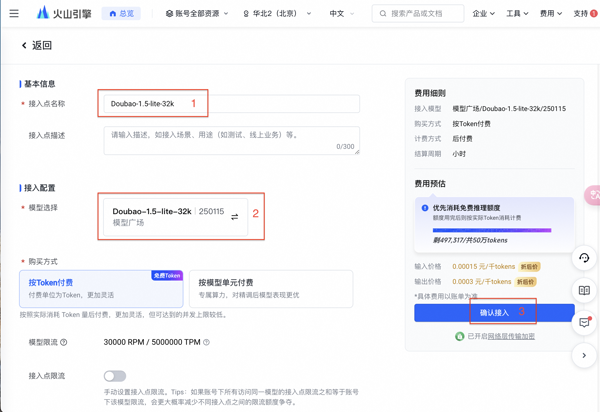 火山引擎
总览
账号全部资源
华北2（北京）
中文
搜索产品或文档
企业
工具
费用
支持
返回
基本信息
* 接入点名称
Doubao-1.5-lite-32k
1
接入点描述
请输入描述，如接入场景、用途（如测试、线上业务）等。
0/300
接入配置
* 模型选择
Doubao-1.5-lite-32k | 250115
模型广场
2
* 购买方式
按Token付费
免费Token
付费单位为Token，更加灵活
按模型单元付费
专属算力，对精调后模型表现更优
按照实际消耗 Token 量后付费，更加灵活，但可达到的并发上限较低。
模型限流
30000 RPM / 5000000 TPM
接入点限流
手动设置接入点限流。Tips：如果账号下所有访问同一模型的接入点限流之和等于账号
下该模型限流，会更大概率减少不同接入点之间的限流额度争夺。
费用细则
接入模型
模型广场/Doubao-1.5-lite-32k/250115
购买方式
按Token付费
计费方式
后付费
结算周期
小时
费用预估
优先消耗免费推理额度
额度用完后则按实际Token消耗计费
剩497,317/共50万tokens
输入价格
0.00015 元/千tokens
折后价
输出价格
0.0003 元/千tokens
折后价
*具体费用以账单为准
确认接入
3
已开启网络层传输加密